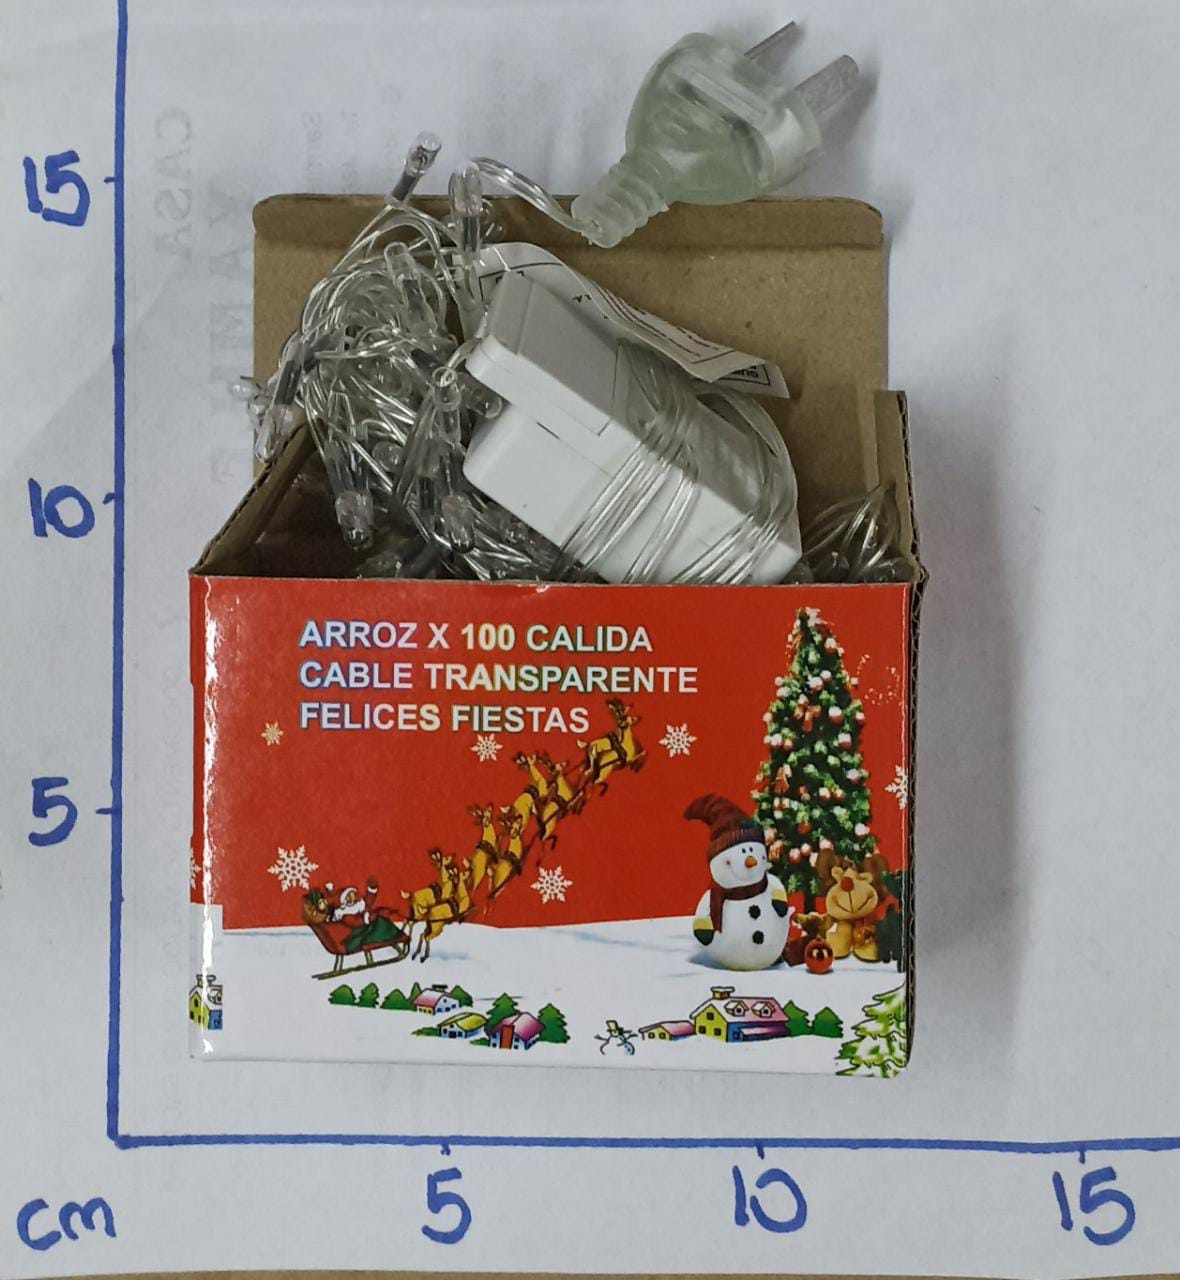 15
10
5
ARROZ X 100 CALIDA
CABLE TRANSPARENTE
FELICES FIESTAS
cm
5
10
15